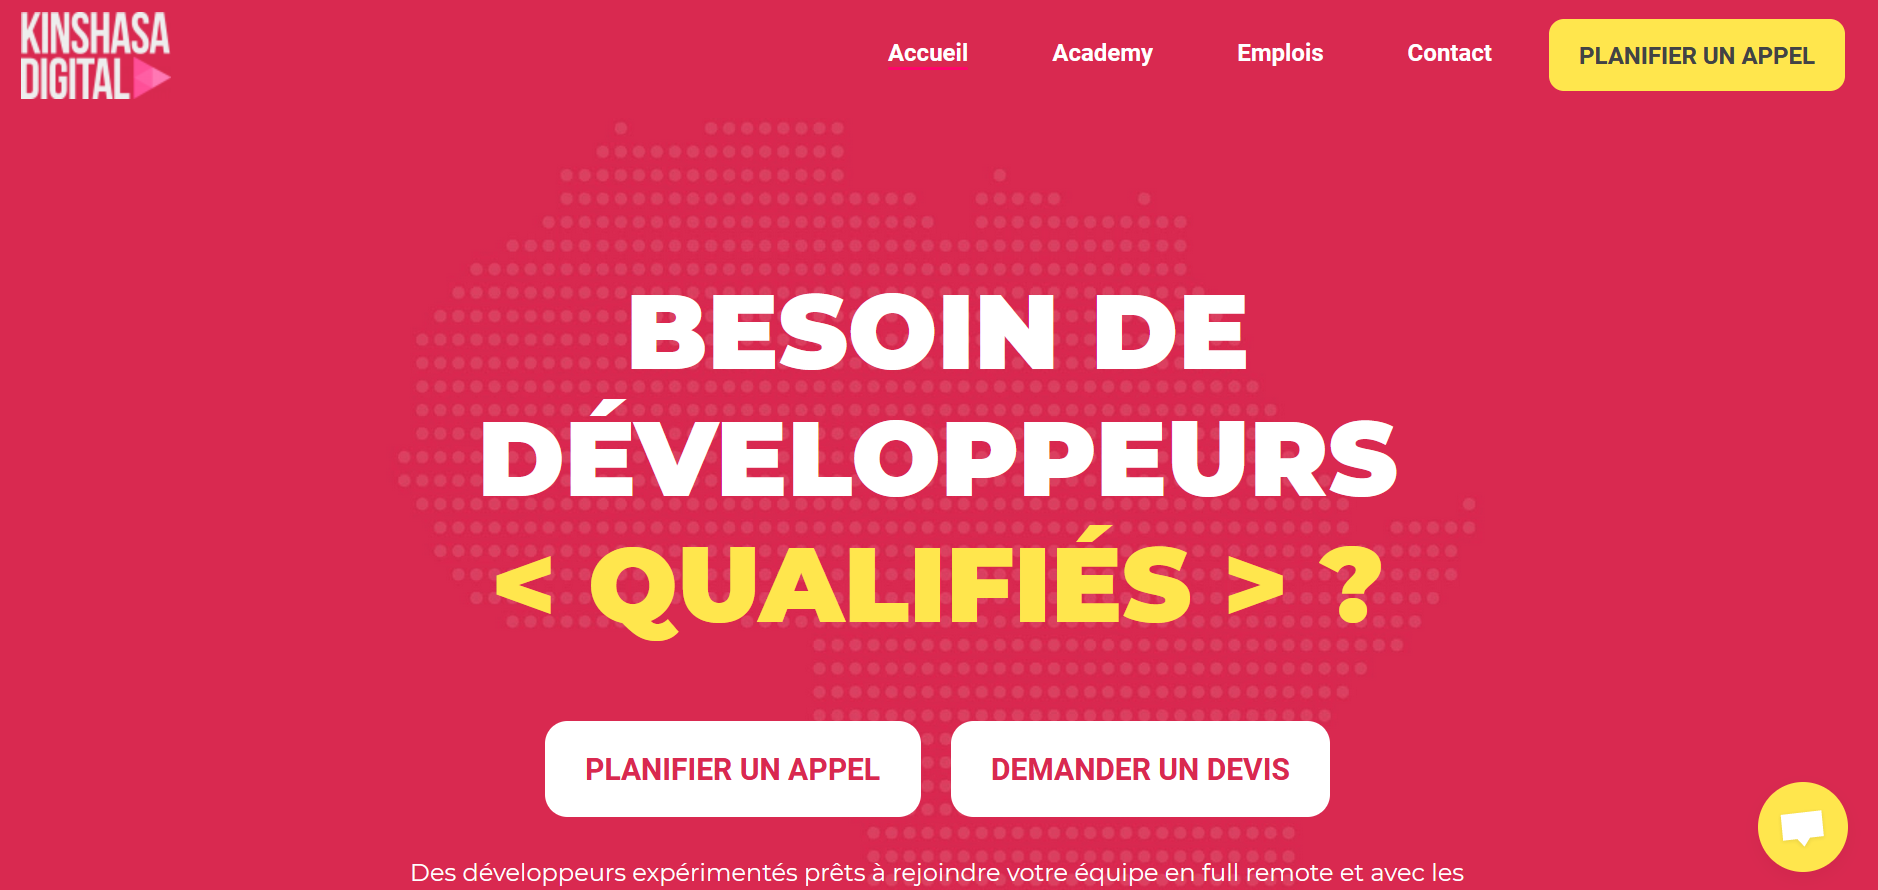 KINSHASA
DIGITAL
Accueil
Academy
Emplois
Contact
PLANIFIER UN APPEL
BESOIN DE
DÉVELOPPEURS
< QUALIFIÉS > ?
PLANIFIER UN APPEL
DEMANDER UN DEVIS
Des développeurs expérimentés prêts à rejoindre votre équipe en full remote et avec les